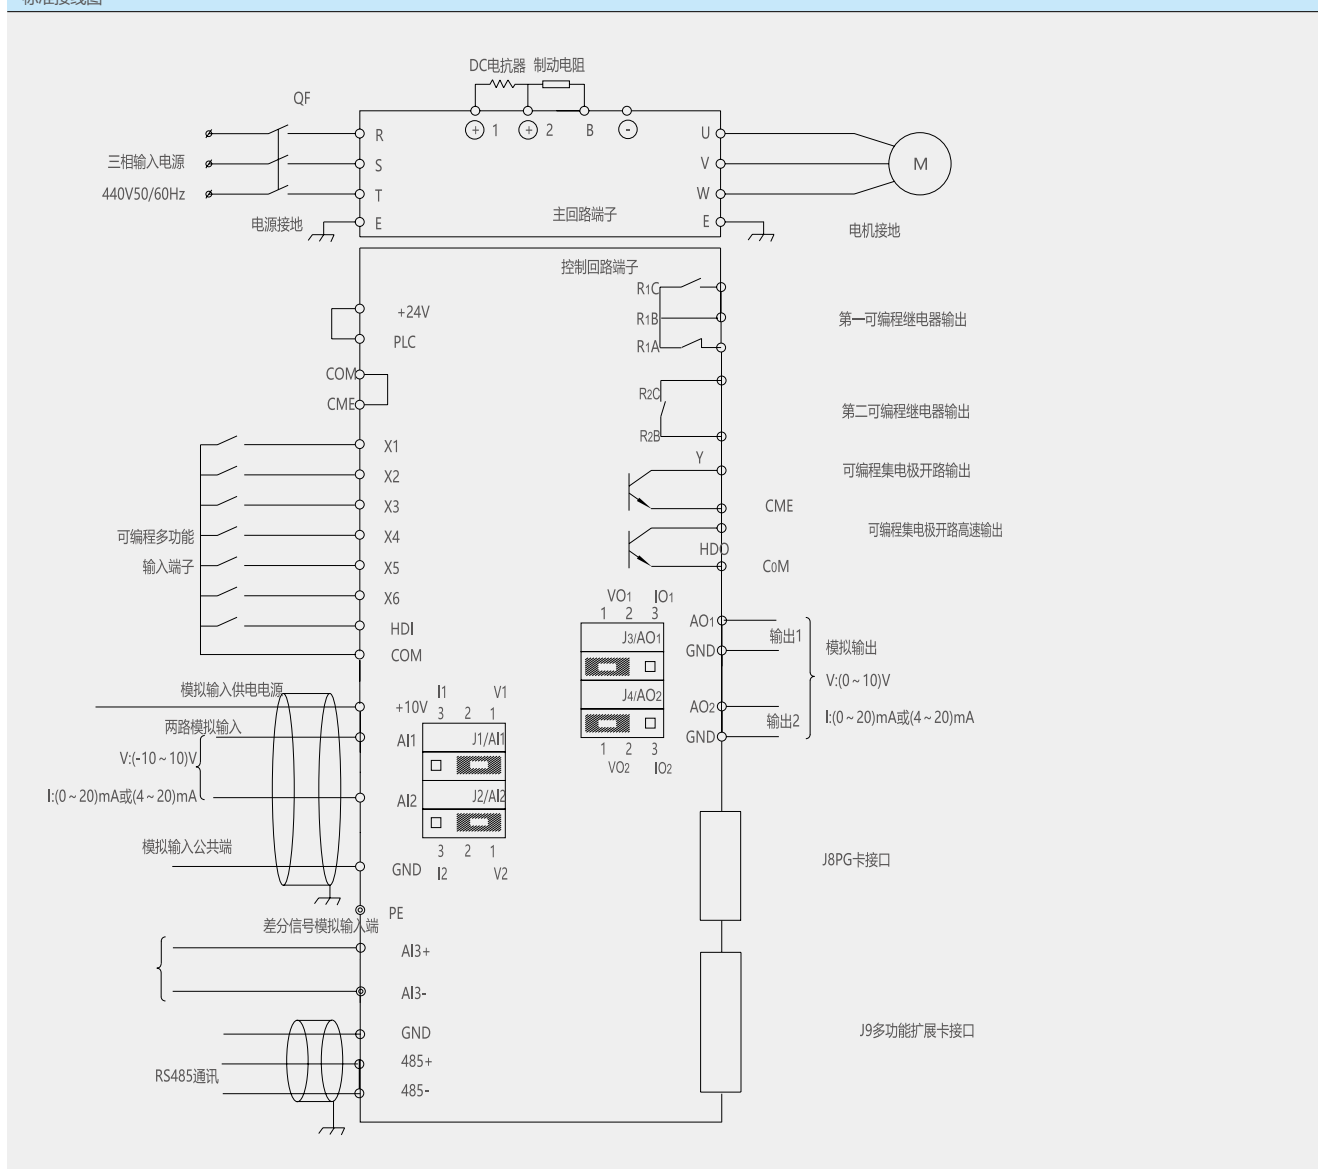 标准接线图
DC电抗器 制动电阻
QF
+ 1 + 2 B -
R
S
T
E
三相输入电源
440V50/60Hz
电源接地
U
V
W
E
M
主回路端子
电机接地
控制回路端子
+24V
PLC
COM
CME
R1C
R1B
R1A
第一可编程继电器输出
R2C
R2B
第二可编程继电器输出
Y
可编程集电极开路输出
CME
可编程集电极开路高速输出
HDO
C0M
X1
X2
X3
X4
X5
X6
HDI
COM
可编程多功能
输入端子
VO1 IO1
1 2 3
J3/AO1
J4/AO2
1 2 3
VO2 IO2
AO1
GND
AO2
GND
输出1
输出2
模拟输出
V:(0~10)V
I:(0~20)mA或(4~20)mA
模拟输入供电电源
+10V
两路模拟输入
AI1
V:(-10~10)V
I:(0~20)mA或(4~20)mA
AI2
模拟输入公共端
GND
I1 V1
3 2 1
J1/AI1
J2/AI2
3 2 1
I2 V2
J8PG卡接口
PE
差分信号模拟输入端
AI3+
AI3-
GND
485+
485-
RS485通讯
J9多功能扩展卡接口